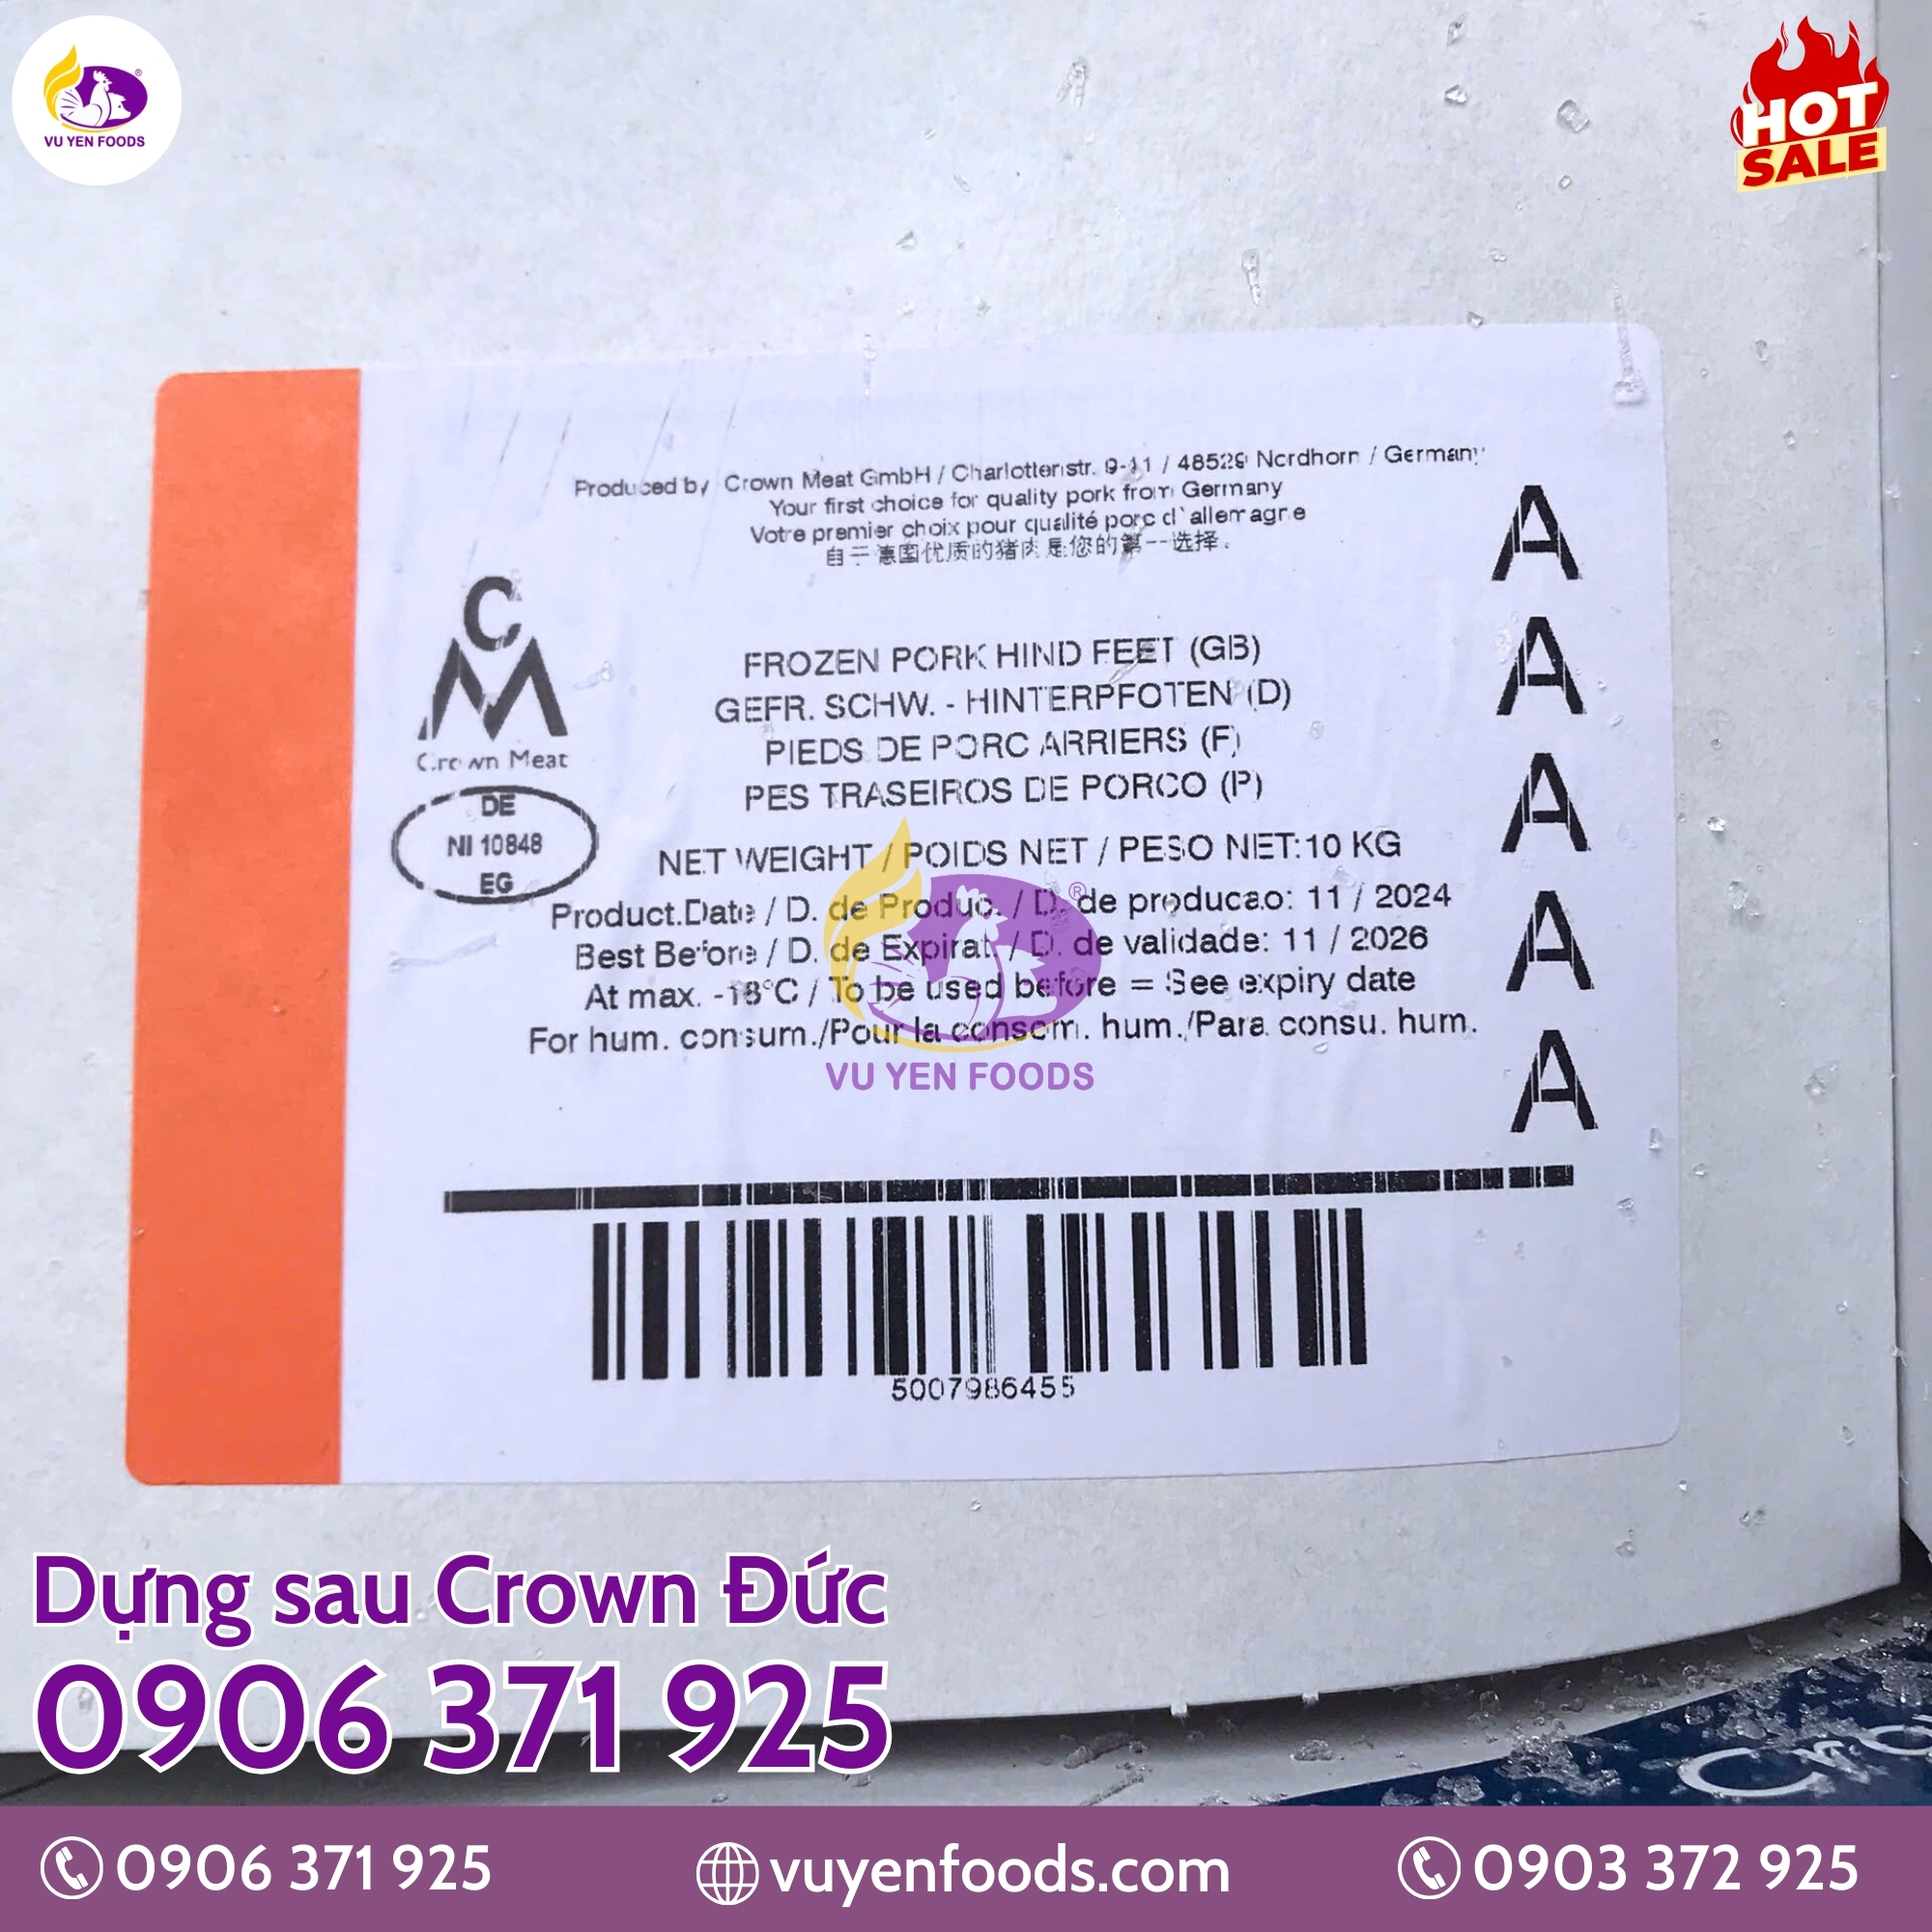 VU YEN FOODS
HOT
SALE
Produced by Crown Meat GmbH / Charlottenstr. 9-11 / 48529 Nordhorn / Germany
Your first choice for quality pork from Germany
Votre premier choix pour qualité porc d`allemagne
自于德国优质的猪肉是您的第一选择.
CM
Crown Meat
DE
NI 10848
EG
FROZEN PORK HIND FEET (GB)
GEFR. SCHW. - HINTERPFOTEN (D)
PIEDS DE PORC ARRIERS (F)
PES TRASEIROS DE PORCO (P)
NET WEIGHT / POIDS NET / PESO NET:10 KG
Product.Date / D. de Produc. / D. de producao: 11 / 2024
Best Before / D. de Expirat. / D. de validade: 11 / 2026
At max. -18°C / To be used before = See expiry date
For hum. consum./Pour la consom. hum./Para consu. hum.
A
A
A
A
A
VU YEN FOODS
5007986455
Dựng sau Crown Đức
0906 371 925
0906 371 925
vuyenfoods.com
0903 372 925